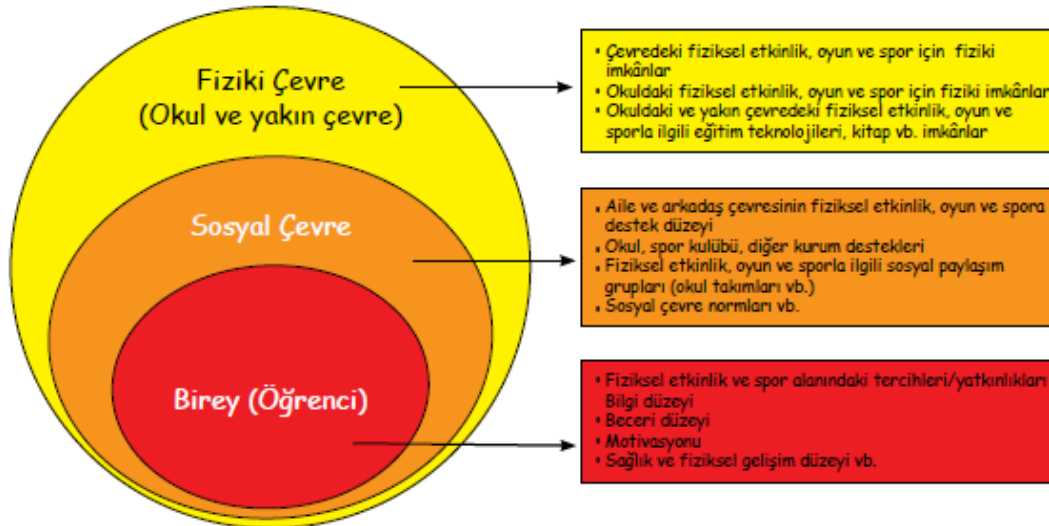 Fiziki Çevre
(Okul ve yakın çevre)
Sosyal Çevre
Birey (Öğrenci)
• Çevredeki fiziksel etkinlik, oyun ve spor için fiziki
imkânlar
• Okuldaki fiziksel etkinlik, oyun ve spor için fiziki imkânlar
• Okuldaki ve yakın çevredeki fiziksel etkinlik, oyun ve
sporla ilgili eğitim teknolojileri, kitap vb. imkânlar
• Aile ve arkadaş çevresinin fiziksel etkinlik, oyun ve spora
destek düzeyi
• Okul, spor kulübü, diğer kurum destekleri
• Fiziksel etkinlik, oyun ve sporla ilgili sosyal paylaşım
grupları (okul takımları vb.)
• Sosyal çevre normları vb.
• Fiziksel etkinlik ve spor alanındaki tercihleri/yatkınlıkları
Bilgi düzeyi
• Beceri düzeyi
• Motivasyonu
• Sağlık ve fiziksel gelişim düzeyi vb.